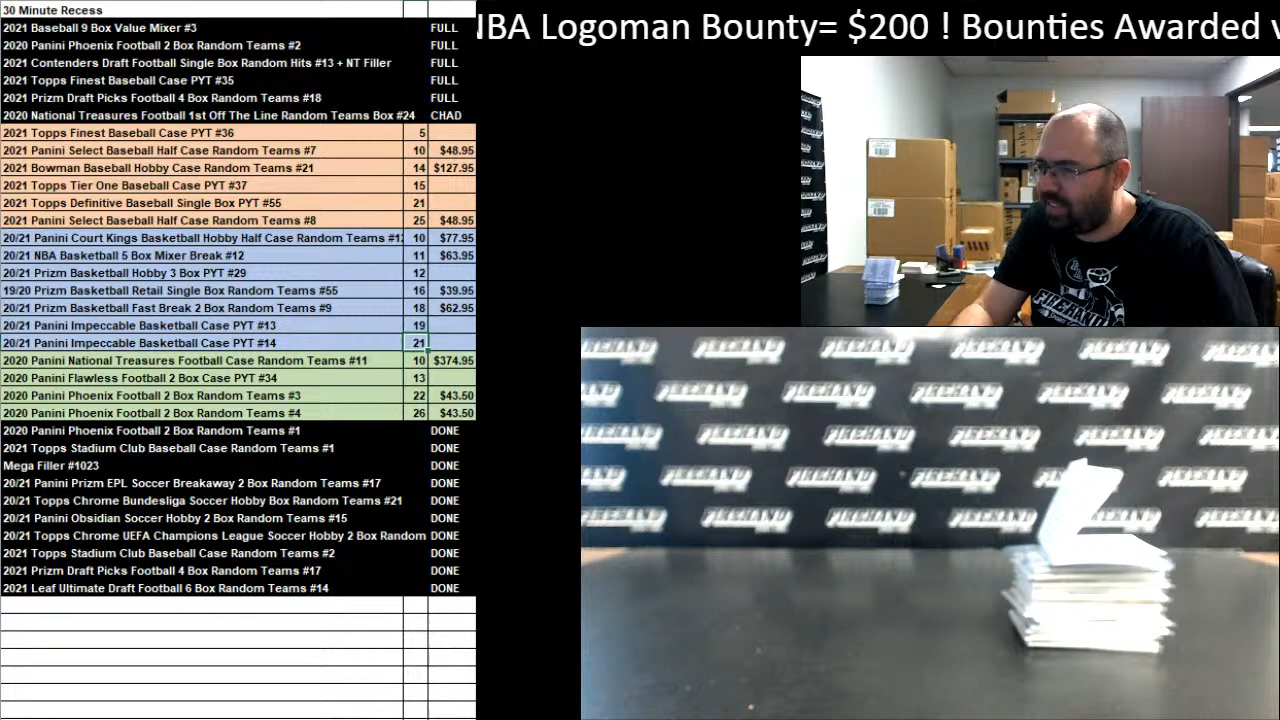 30 Minute Recess
2021 Baseball 9 Box Value Mixer #3 FULL
2020 Panini Phoenix Football 2 Box Random Teams #2 FULL
2021 Contenders Draft Football Single Box Random Hits #13 + NT Filler FULL
2021 Topps Finest Baseball Case PYT #35 FULL
2021 Prizm Draft Picks Football 4 Box Random Teams #18 FULL
2020 National Treasures Football 1st Off The Line Random Teams Box #24 CHAD
2021 Topps Finest Baseball Case PYT #36 5
2021 Panini Select Baseball Half Case Random Teams #7 10 $48.95
2021 Bowman Baseball Hobby Case Random Teams #21 14 $127.95
2021 Topps Tier One Baseball Case PYT #37 15
2021 Topps Definitive Baseball Single Box PYT #55 21
2021 Panini Select Baseball Half Case Random Teams #8 25 $48.95
20/21 Panini Court Kings Basketball Hobby Half Case Random Teams 10 $77.95
20/21 NBA Basketball 5 Box Mixer Break #12 11 $63.95
20/21 Prizm Basketball Hobby 3 Box PYT #29 12
19/20 Prizm Basketball Retail Single Box Random Teams #55 16 $39.95
20/21 Prizm Basketball Fast Break 2 Box Random Teams #9 18 $62.95
20/21 Panini Impeccable Basketball Case PYT #13 19
20/21 Panini Impeccable Basketball Case PYT #14 21
2020 Panini National Treasures Football Case Random Teams #11 10 $374.95
2020 Panini Flawless Football 2 Box Case PYT #34 13
2020 Panini Phoenix Football 2 Box Random Teams #3 22 $43.50
2020 Panini Phoenix Football 2 Box Random Teams #4 26 $43.50
2020 Panini Phoenix Football 2 Box Random Teams #1 DONE
2021 Topps Stadium Club Baseball Case Random Teams #1 DONE
Mega Filler #1023 DONE
20/21 Panini Prizm EPL Soccer Breakaway 2 Box Random Teams #17 DONE
20/21 Topps Chrome Bundesliga Soccer Hobby Box Random Teams #21 DONE
20/21 Panini Obsidian Soccer Hobby 2 Box Random Teams #15 DONE
20/21 Topps Chrome UEFA Champions League Soccer Hobby 2 Box Random DONE
2021 Topps Stadium Club Baseball Case Random Teams #2 DONE
2021 Prizm Draft Picks Football 4 Box Random Teams #17 DONE
2021 Leaf Ultimate Draft Football 6 Box Random Teams #14 DONE
NBA Logoman Bounty= $200 ! Bounties Awarded
FIREHAND